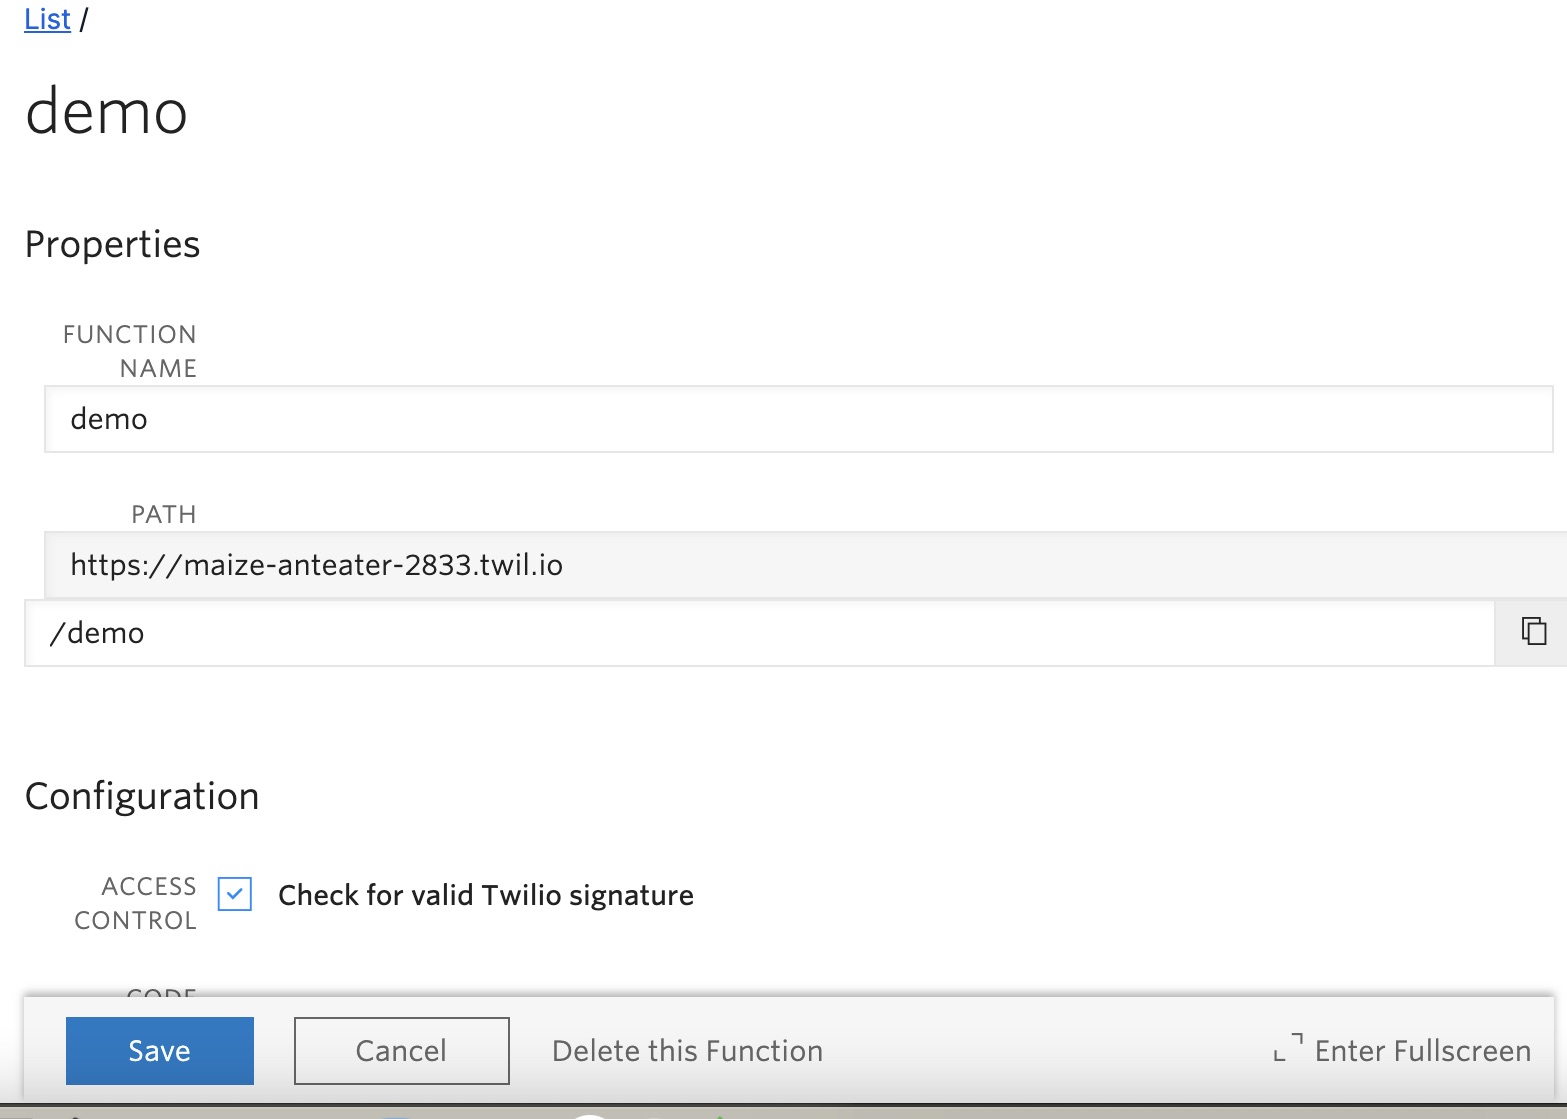 List /
demo
Properties
FUNCTION
NAME
demo
PATH
https://maize-anteater-2833.twil.io
/demo
Configuration
ACCESS
CONTROL
Check for valid Twilio signature
CODE
Save Cancel Delete this Function Enter Fullscreen